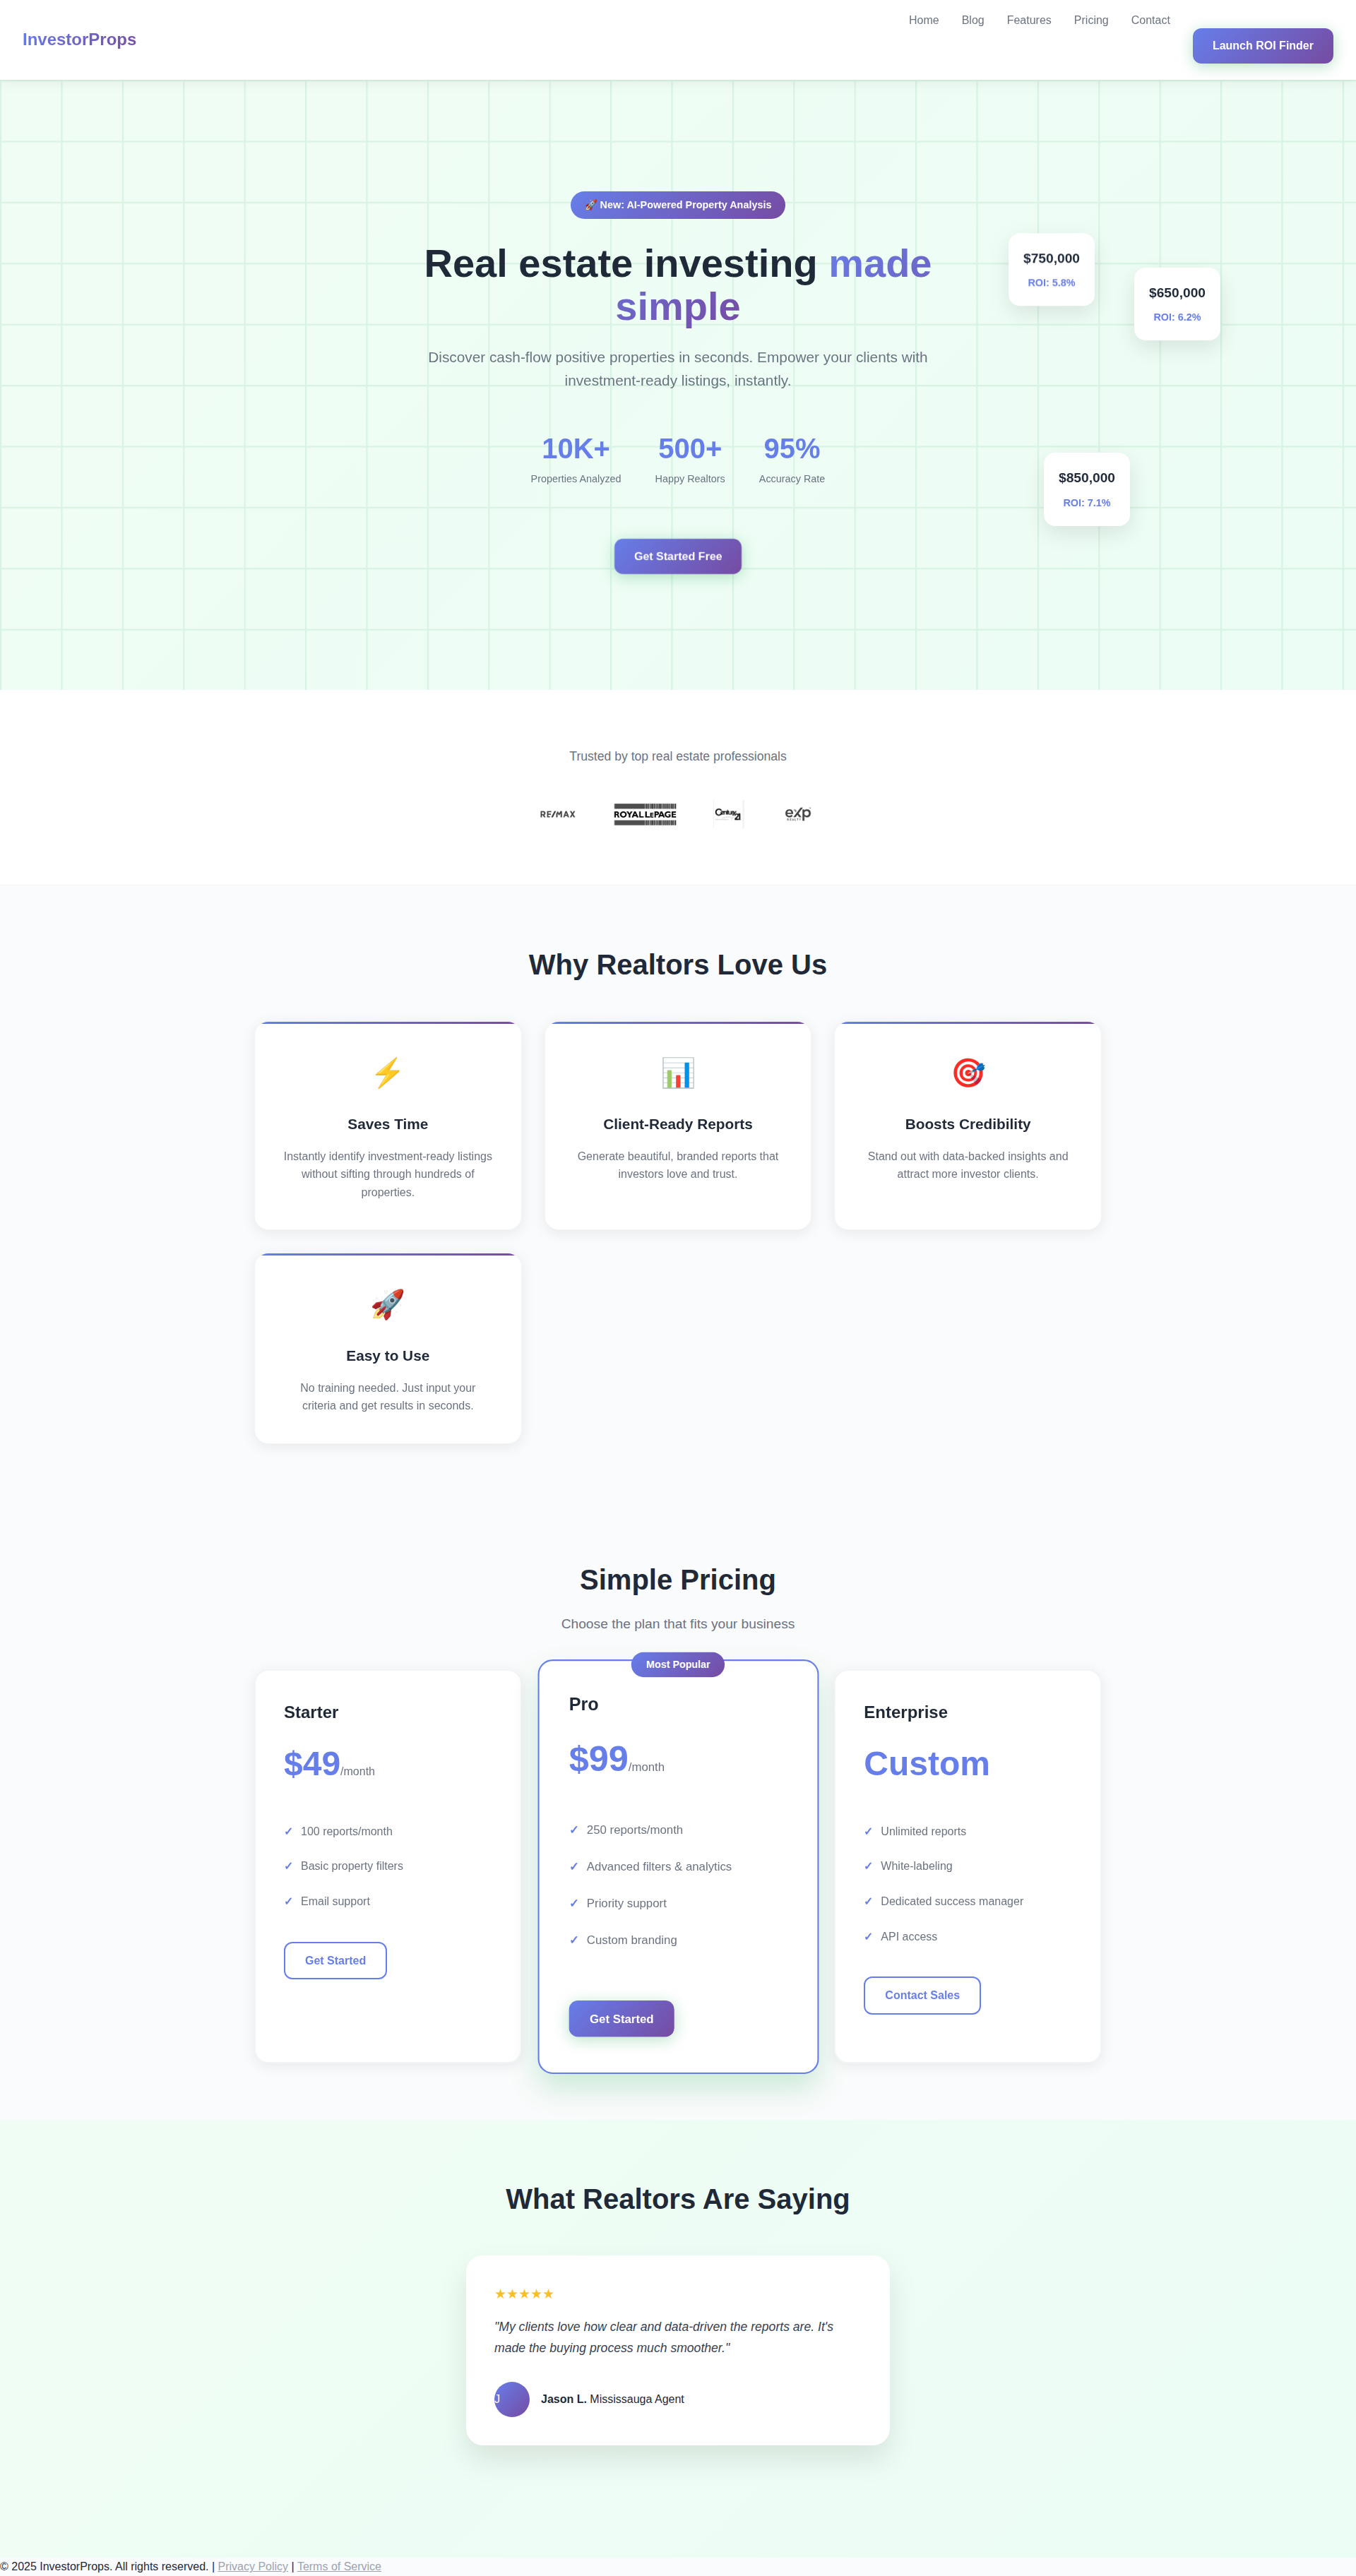 InvestorProps
Home Blog Features Pricing Contact
Launch ROI Finder
🚀 New: AI-Powered Property Analysis
Real estate investing made
simple
Discover cash-flow positive properties in seconds. Empower your clients with
investment-ready listings, instantly.
10K+ 500+ 95%
Properties Analyzed Happy Realtors Accuracy Rate
Get Started Free
$750,000
ROI: 5.8%
$650,000
ROI: 6.2%
$850,000
ROI: 7.1%
Trusted by top real estate professionals
RE/MAX ROYAL LEPAGE Century 21 eXp REALTY
Why Realtors Love Us
Saves Time
Instantly identify investment-ready listings
without sifting through hundreds of
properties.
Client-Ready Reports
Generate beautiful, branded reports that
investors love and trust.
Boosts Credibility
Stand out with data-backed insights and
attract more investor clients.
Easy to Use
No training needed. Just input your
criteria and get results in seconds.
Simple Pricing
Choose the plan that fits your business
Starter
$49/month
✓ 100 reports/month
✓ Basic property filters
✓ Email support
Get Started
Most Popular
Pro
$99/month
✓ 250 reports/month
✓ Advanced filters & analytics
✓ Priority support
✓ Custom branding
Get Started
Enterprise
Custom
✓ Unlimited reports
✓ White-labeling
✓ Dedicated success manager
✓ API access
Contact Sales
What Realtors Are Saying
★★★★★
"My clients love how clear and data-driven the reports are. It's
made the buying process much smoother."
J
Jason L. Mississauga Agent
© 2025 InvestorProps. All rights reserved. | Privacy Policy | Terms of Service